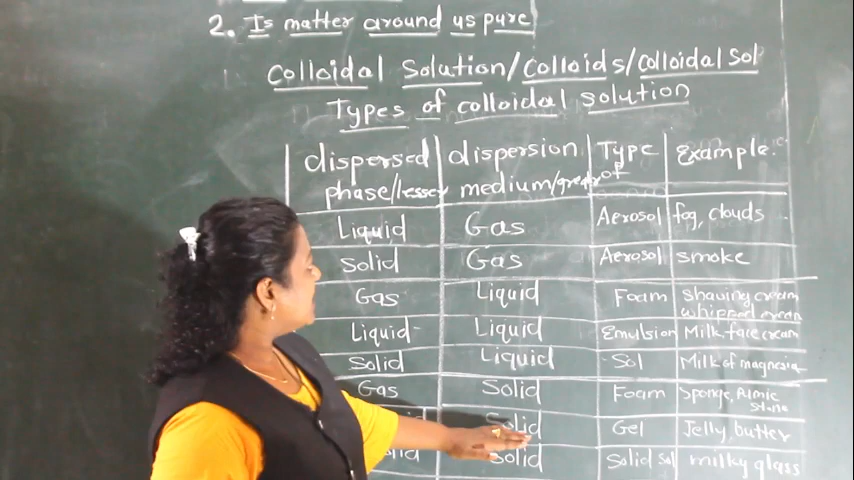 2. Is matter around us pure
Colloidal Solution/Colloids/Colloidal Sol
Types of colloidal solution
dispersed dispersion Type Example
phase/lesser medium/greater of
Liquid Gas Aerosol fog, clouds
Solid Gas Aerosol smoke
Gas Liquid Foam Shaving cream
whipped cream
Liquid Liquid Emulsion Milk, face cream
Solid Liquid Sol Milk of magnesia
Gas Solid Foam Sponge, Pumic
stone
Solid Gel Jelly, butter
Solid Solid sol milky glass